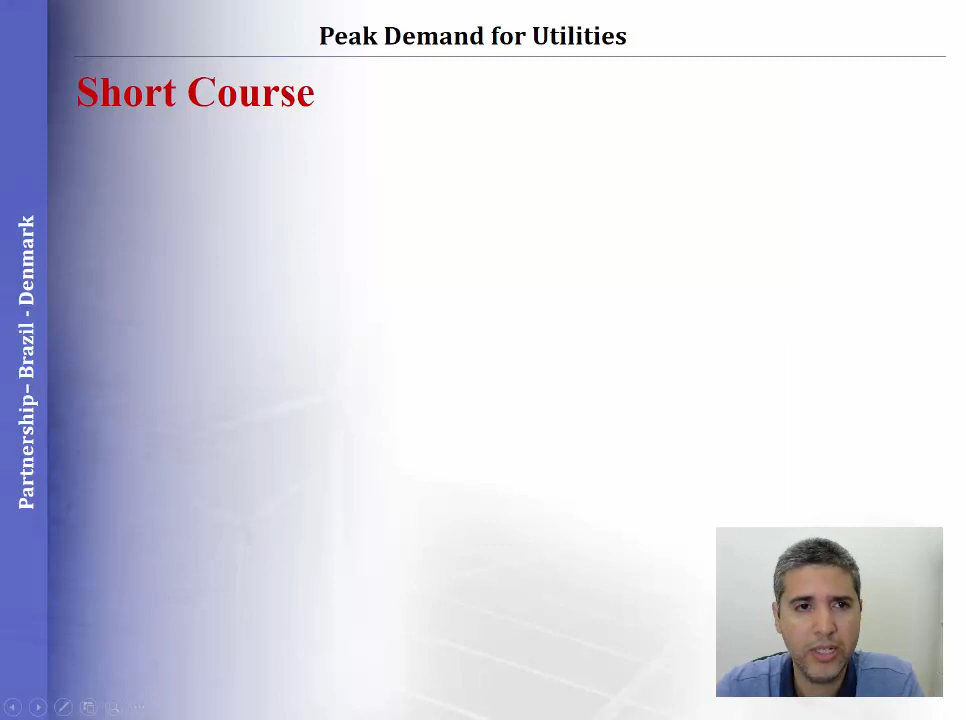 Peak Demand for Utilities
Short Course
Partnership– Brazil - Denmark